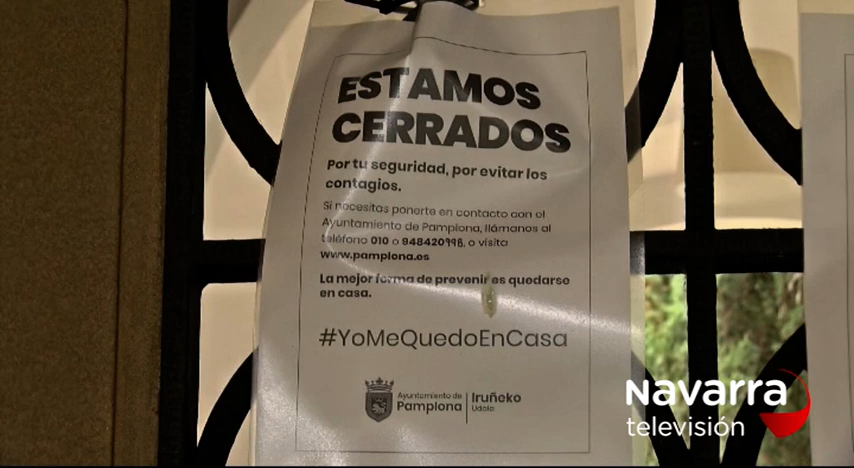 ESTAMOS
CERRADOS
Por tu seguridad, por evitar los
contagios.
Si necesitas ponerte en contacto con el
Ayuntamiento de Pamplona, llámanos al
teléfono 010 o 948420998, o visita
www.pamplona.es
La mejor forma de prevenir es quedarse
en casa.
#YoMeQuedoEnCasa
Ayuntamiento de
Pamplona
Iruñeko
Udala
Navarra
televisión